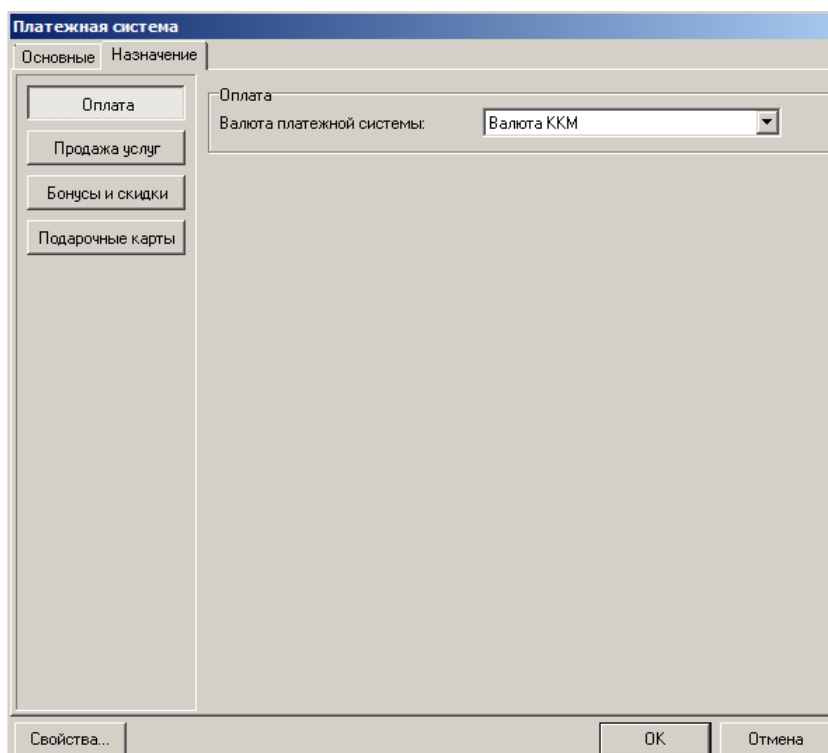 Платежная система
Основные Назначение
Оплата
Продажа услуг
Бонусы и скидки
Подарочные карты
Оплата
Валюта платежной системы: Валюта ККМ
Свойства... OK Отмена